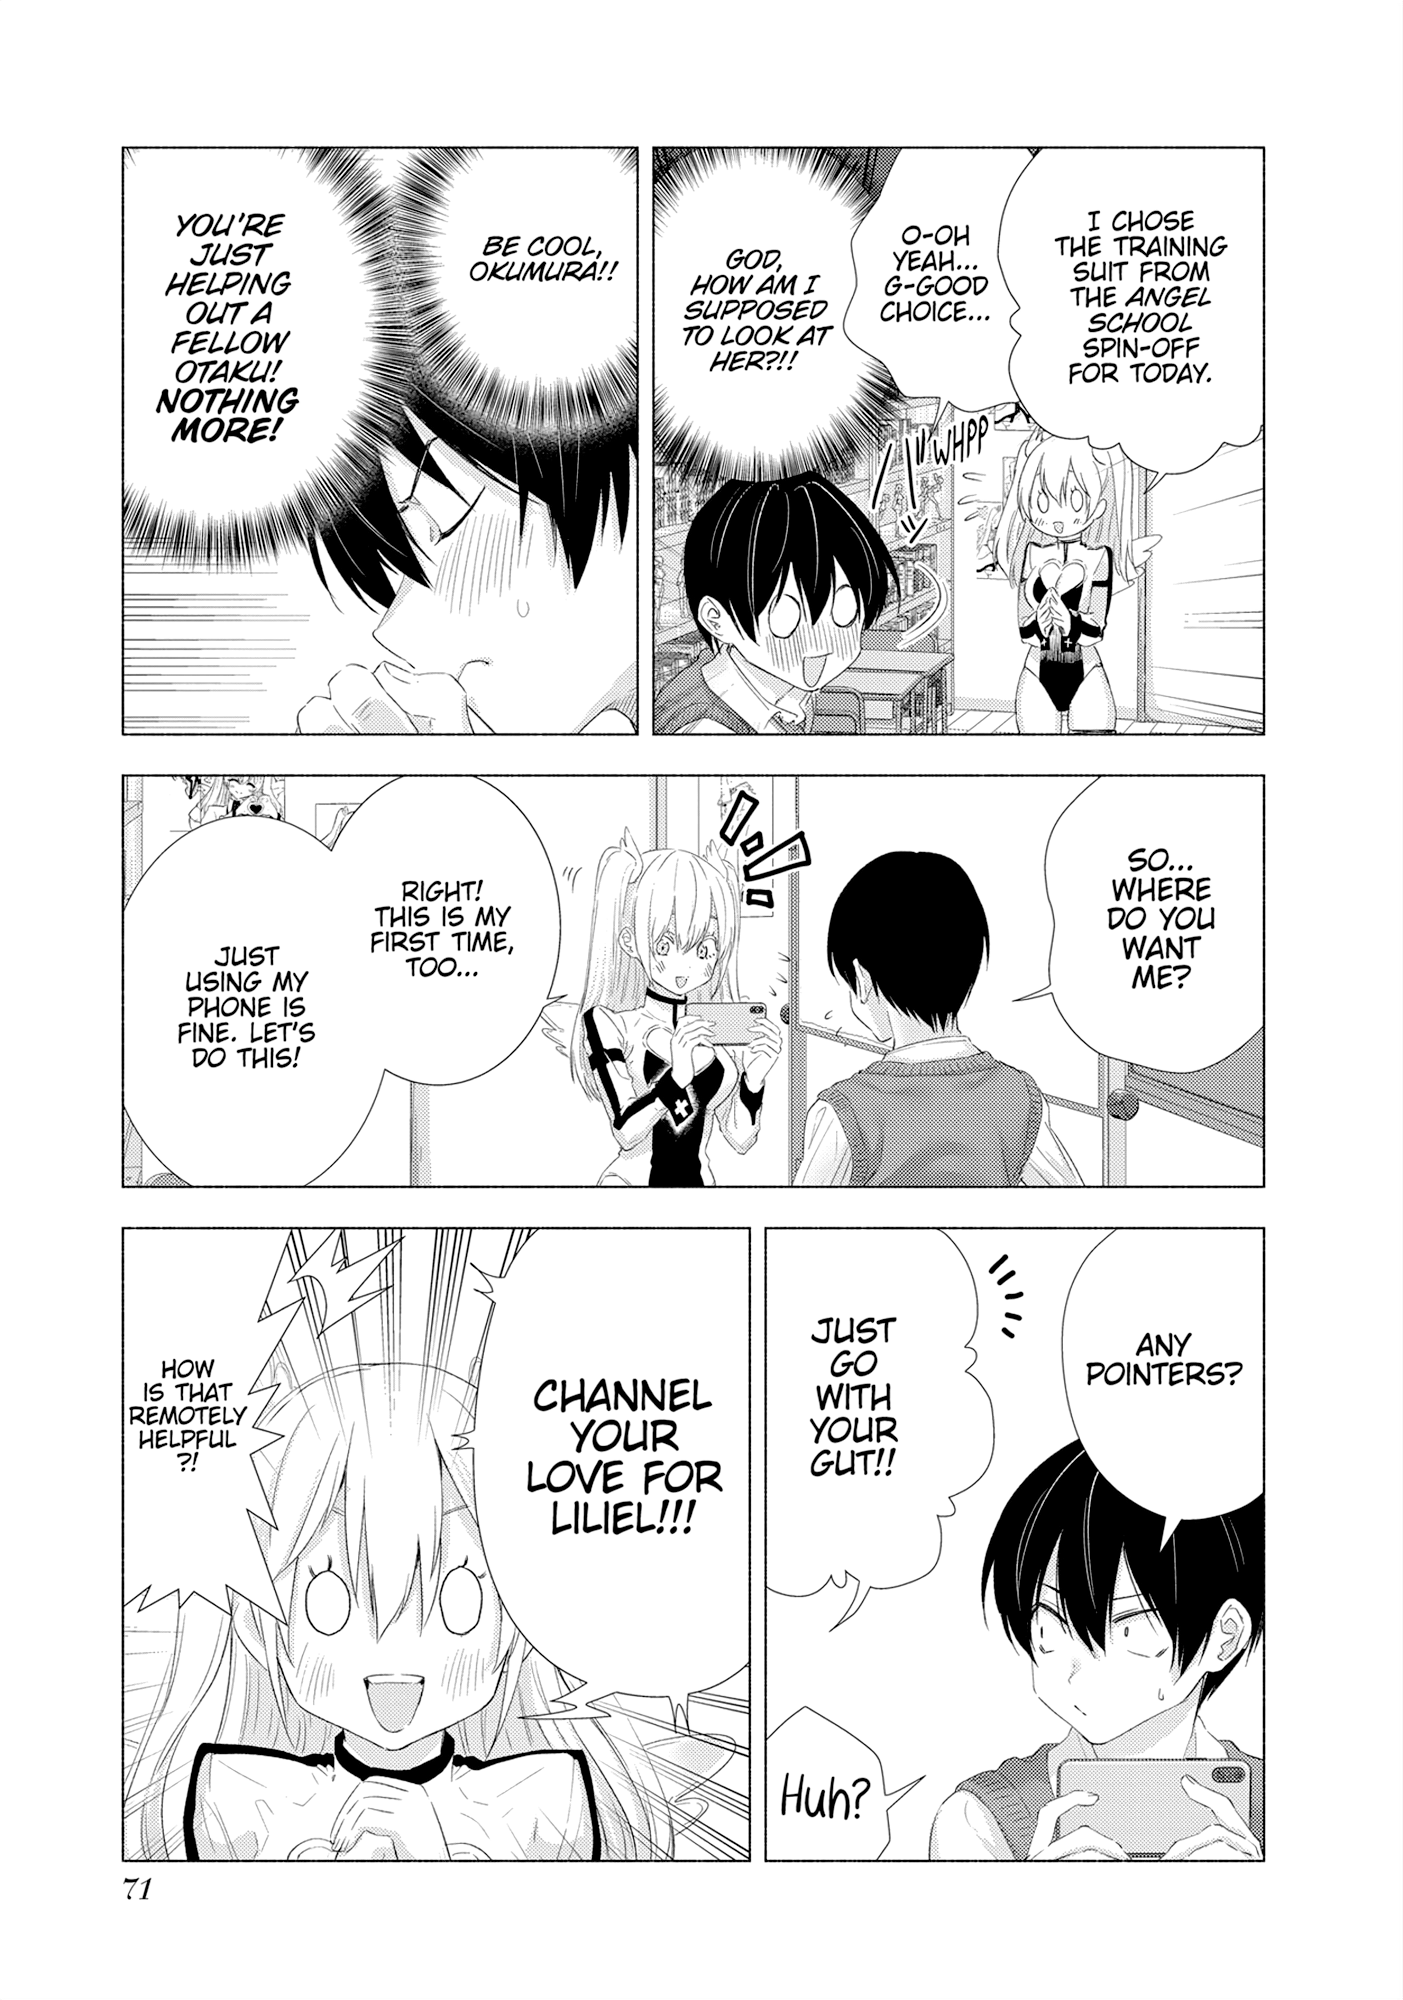 I CHOSE
THE TRAINING
SUIT FROM
THE ANGEL
SCHOOL
SPIN-OFF
FOR TODAY.
O-OH
YEAH...
G-GOOD
CHOICE...
WHPP
GOD,
HOW AM I
SUPPOSED
TO LOOK AT
HER?!!
BE COOL,
OKUMURA!!
YOU'RE
JUST
HELPING
OUT A
FELLOW
OTAKU!
NOTHING
MORE!
SO...
WHERE
DO YOU
WANT
ME?
RIGHT!
THIS IS MY
FIRST TIME,
TOO...
JUST
USING MY
PHONE IS
FINE. LET'S
DO THIS!
ANY
POINTERS?
JUST
GO
WITH
YOUR
GUT!!
Huh?
CHANNEL
YOUR
LOVE FOR
LILIEL!!!
HOW
IS THAT
REMOTELY
HELPFUL
?!
71